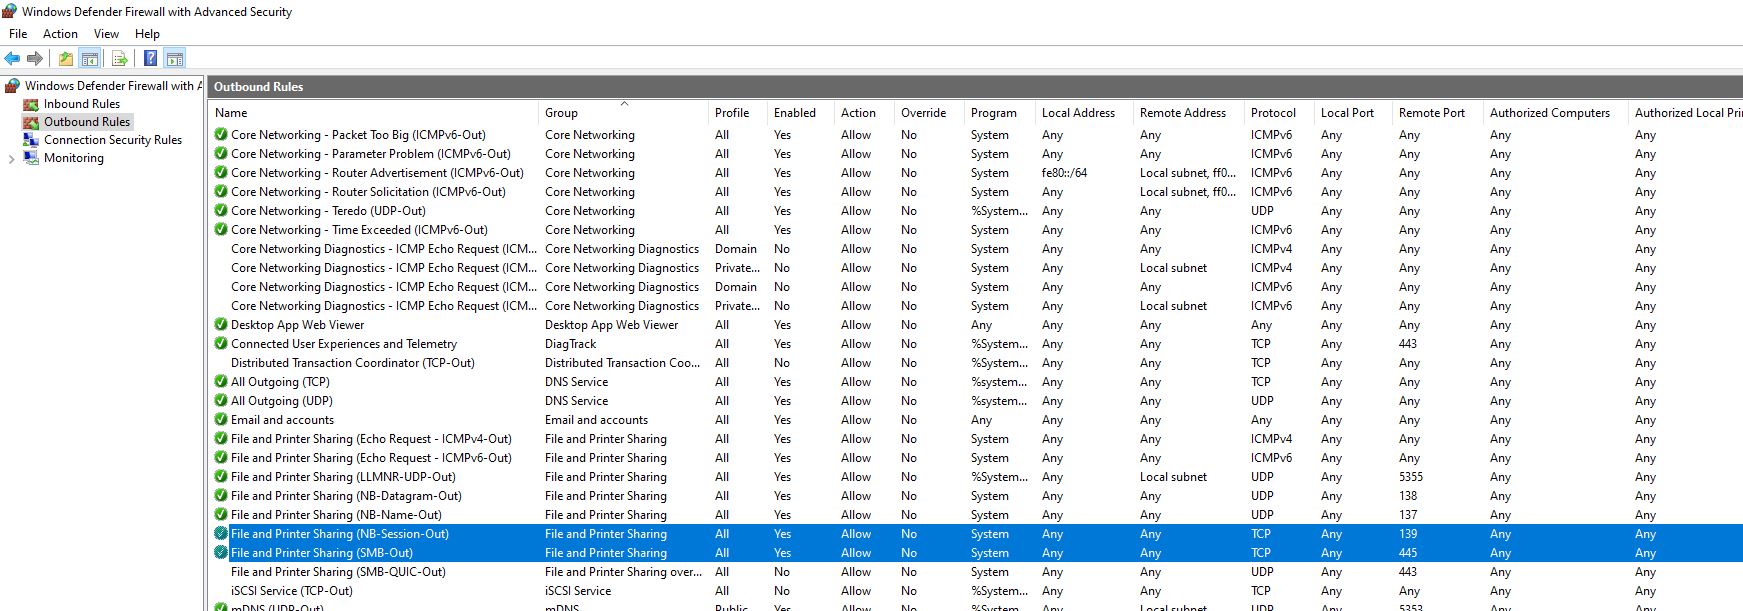 Windows Defender Firewall with Advanced Security
File Action View Help
Windows Defender Firewall with A
Inbound Rules
Outbound Rules
Connection Security Rules
Monitoring
Outbound Rules
Name Group Profile Enabled Action Override Program Local Address Remote Address Protocol Local Port Remote Port Authorized Computers Authorized Local Pri
Core Networking - Packet Too Big (ICMPv6-Out) Core Networking All Yes Allow No System Any Any ICMPv6 Any Any Any Any
Core Networking - Parameter Problem (ICMPv6-Out) Core Networking All Yes Allow No System Any Any ICMPv6 Any Any Any Any
Core Networking - Router Advertisement (ICMPv6-Out) Core Networking All Yes Allow No System fe80::/64 Local subnet, ff0... ICMPv6 Any Any Any Any
Core Networking - Router Solicitation (ICMPv6-Out) Core Networking All Yes Allow No System Any Local subnet, ff0... ICMPv6 Any Any Any Any
Core Networking - Teredo (UDP-Out) Core Networking All Yes Allow No %System... Any Any UDP Any Any Any Any
Core Networking - Time Exceeded (ICMPv6-Out) Core Networking All Yes Allow No System Any Any ICMPv6 Any Any Any Any
Core Networking Diagnostics - ICMP Echo Request (ICM... Core Networking Diagnostics Domain No Allow No System Any Any ICMPv4 Any Any Any Any
Core Networking Diagnostics - ICMP Echo Request (ICM... Core Networking Diagnostics Private... No Allow No System Any Local subnet ICMPv4 Any Any Any Any
Core Networking Diagnostics - ICMP Echo Request (ICM... Core Networking Diagnostics Domain No Allow No System Any Any ICMPv6 Any Any Any Any
Core Networking Diagnostics - ICMP Echo Request (ICM... Core Networking Diagnostics Private... No Allow No System Any Local subnet ICMPv6 Any Any Any Any
Desktop App Web Viewer Desktop App Web Viewer All Yes Allow No Any Any Any Any Any Any Any Any
Connected User Experiences and Telemetry DiagTrack All Yes Allow No %System... Any Any TCP Any 443 Any Any
Distributed Transaction Coordinator (TCP-Out) Distributed Transaction Coo... All No Allow No %System... Any Any TCP Any Any Any Any
All Outgoing (TCP) DNS Service All Yes Allow No %system... Any Any TCP Any Any Any Any
All Outgoing (UDP) DNS Service All Yes Allow No %system... Any Any UDP Any Any Any Any
Email and accounts Email and accounts All Yes Allow No Any Any Any Any Any Any Any Any
File and Printer Sharing (Echo Request - ICMPv4-Out) File and Printer Sharing All Yes Allow No System Any Any ICMPv4 Any Any Any Any
File and Printer Sharing (Echo Request - ICMPv6-Out) File and Printer Sharing All Yes Allow No System Any Any ICMPv6 Any Any Any Any
File and Printer Sharing (LLMNR-UDP-Out) File and Printer Sharing All Yes Allow No %System... Any Local subnet UDP Any 5355 Any Any
File and Printer Sharing (NB-Datagram-Out) File and Printer Sharing All Yes Allow No System Any Any UDP Any 138 Any Any
File and Printer Sharing (NB-Name-Out) File and Printer Sharing All Yes Allow No System Any Any UDP Any 137 Any Any
File and Printer Sharing (NB-Session-Out) File and Printer Sharing All Yes Allow No System Any Any TCP Any 139 Any Any
File and Printer Sharing (SMB-Out) File and Printer Sharing All Yes Allow No System Any Any TCP Any 445 Any Any
File and Printer Sharing (SMB-QUIC-Out) File and Printer Sharing over... All No Allow No System Any Any UDP Any 443 Any Any
iSCSI Service (TCP-Out) iSCSI Service All No Allow No %System... Any Any TCP Any Any Any Any
mDNS (UDP-Out) mDNS Public Yes Allow No %System... Any Local subnet UDP Any 5353 Any Any